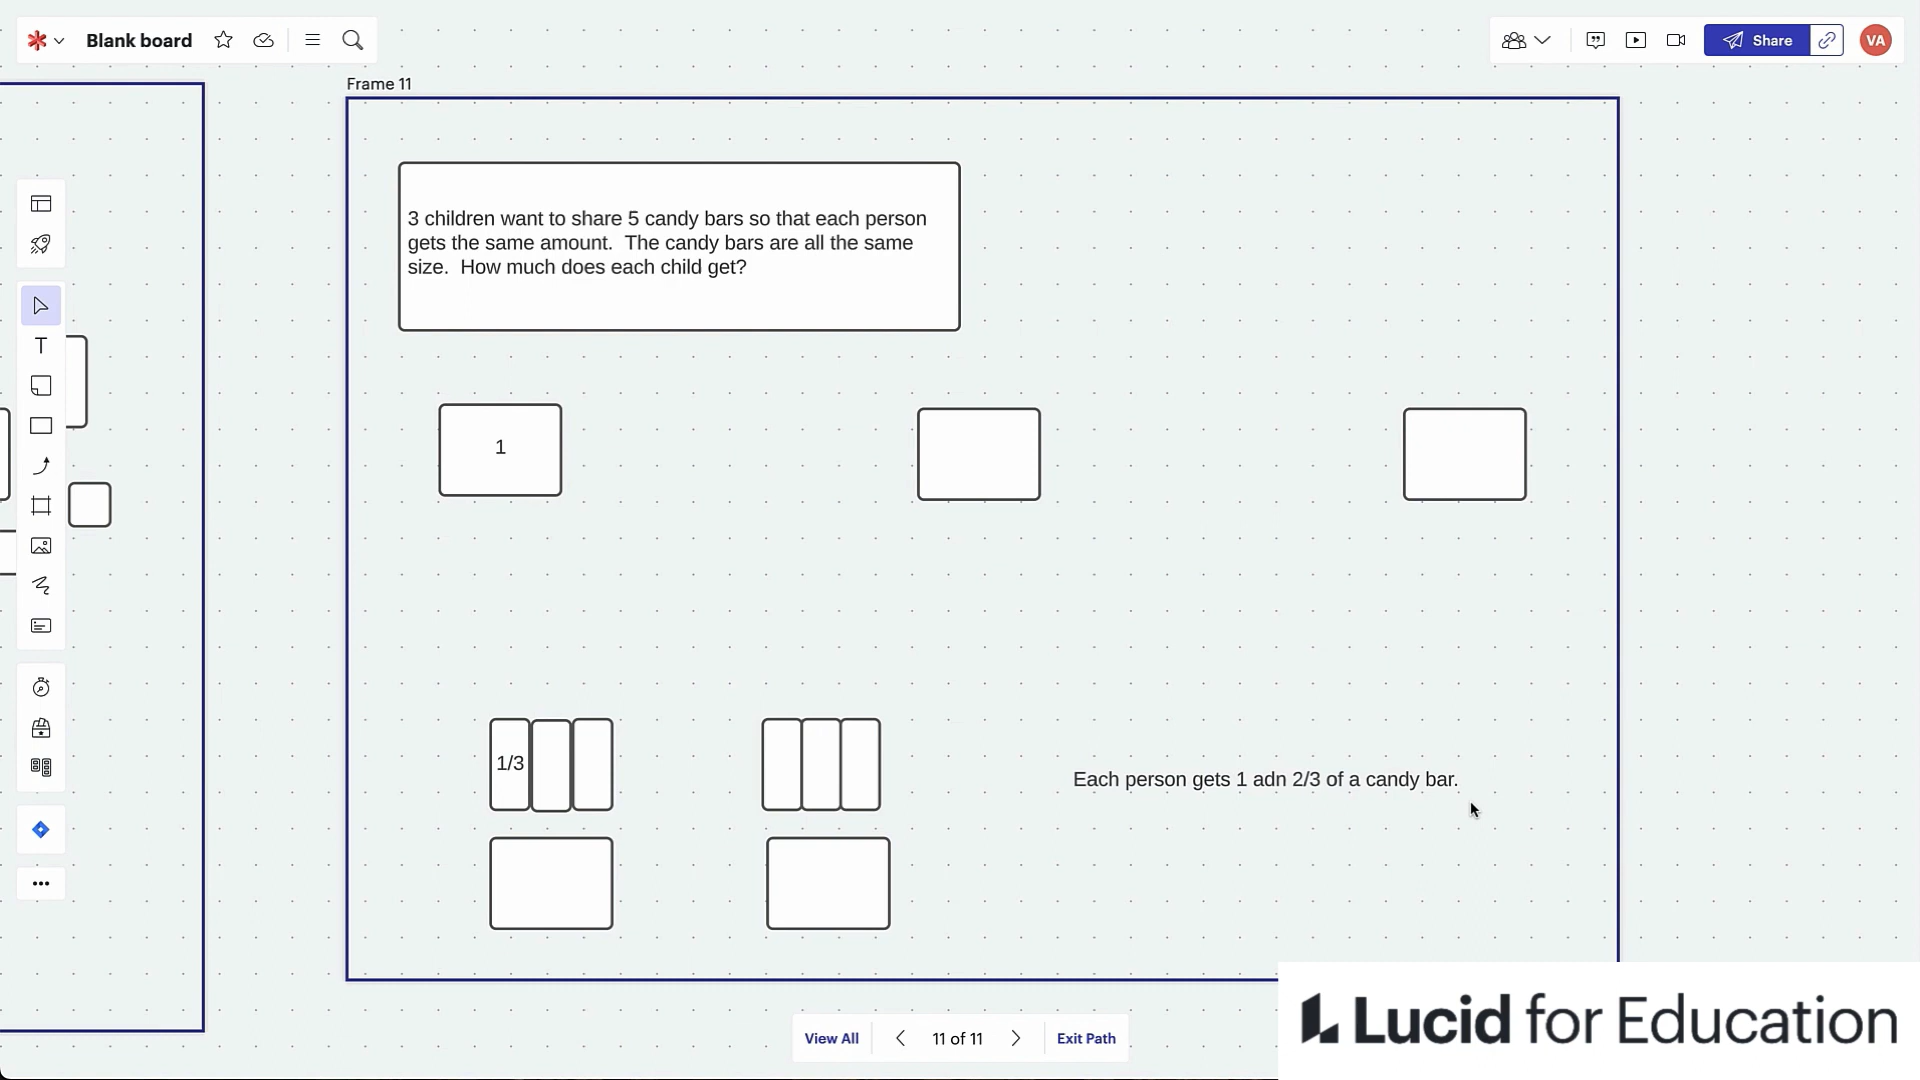 Blank board
Share
VA
Frame 11
3 children want to share 5 candy bars so that each person
gets the same amount.  The candy bars are all the same
size.  How much does each child get?
1
T
1/3
Each person gets 1 adn 2/3 of a candy bar.
View All
11 of 11
Exit Path
Lucid for Education